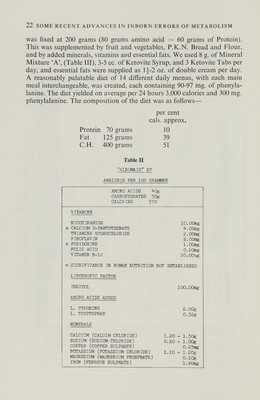 22 SOME RECENT ADVANCES IN INBORN ERRORS OF METABOLISM
was fixed at 200 grams (80 grams amino acid = 60 grams of Protein).
This was supplemented by fruit and vegetables, P.K.N. Bread and Flour,
and by added minerals, vitamins and essential fats. We used 8 g. of Mineral
Mixture 'A', (Table III), 3-5 oz. of Ketovite Syrup, and 3 Ketovite Tabs per
day, and essential fats were supplied as 1½-2 oz. of double cream per day.
A reasonably palatable diet of 14 different daily menus, with each main
meal interchangeable, was created, each containing 90-97 mg. of phenyla-
lanine. The diet yielded on average per 24 hours 3,000 calories and 300 mg.
phenylalanine. The composition of the diet was as follows—
per cent
cals. approx.
Protein 70 grams 10
Fat 125 grams 39
C.H. 400 grams 51
Table II
"ALBUMAID" XP
ANALYSIS PER 100 GRAMMES
AMINO ACIDS 40g
CARBOHYDRATES 50g
CALORIES 370
VITAMINS
NICOTINAMIDE 10.00mg
CALCIUM D-PANTOTHENATE 4.00mg
THIAMINE HYDROCHLORIDE 2.00mg
RIBOFLAVIN 2.00mg
PYRIDOXINE 1.00mg
FOLIC ACID 0.20mg
VITAMIN B-12 20.00mg
SIGNIFICANCE IN HUMAN NUTRITION NOT ESTABLISHED
LIPOTROPIC FACTOR
INOSITOL 100.00mg
AMINO ACIDS ADDED
L. TYROSINE 2.00g
L. TRYPTOPHAN 0.50g
MINERALS
CALCIUM (CALCIUM CHLORIDE) 1.20 - 1.50g
SODIUM (SODIUM CHLORIDE) 0.90 - 1.00g
COPPER (COPPER SULPHATE) 0.25mg
POTASSIUM (POTASSIUM CHLORIDE) 1.10 - 1.20g
MAGNESIUM (MAGNESIUM PHOSPHATE) 0.10g
IRON (FERROUS SULPHATE)